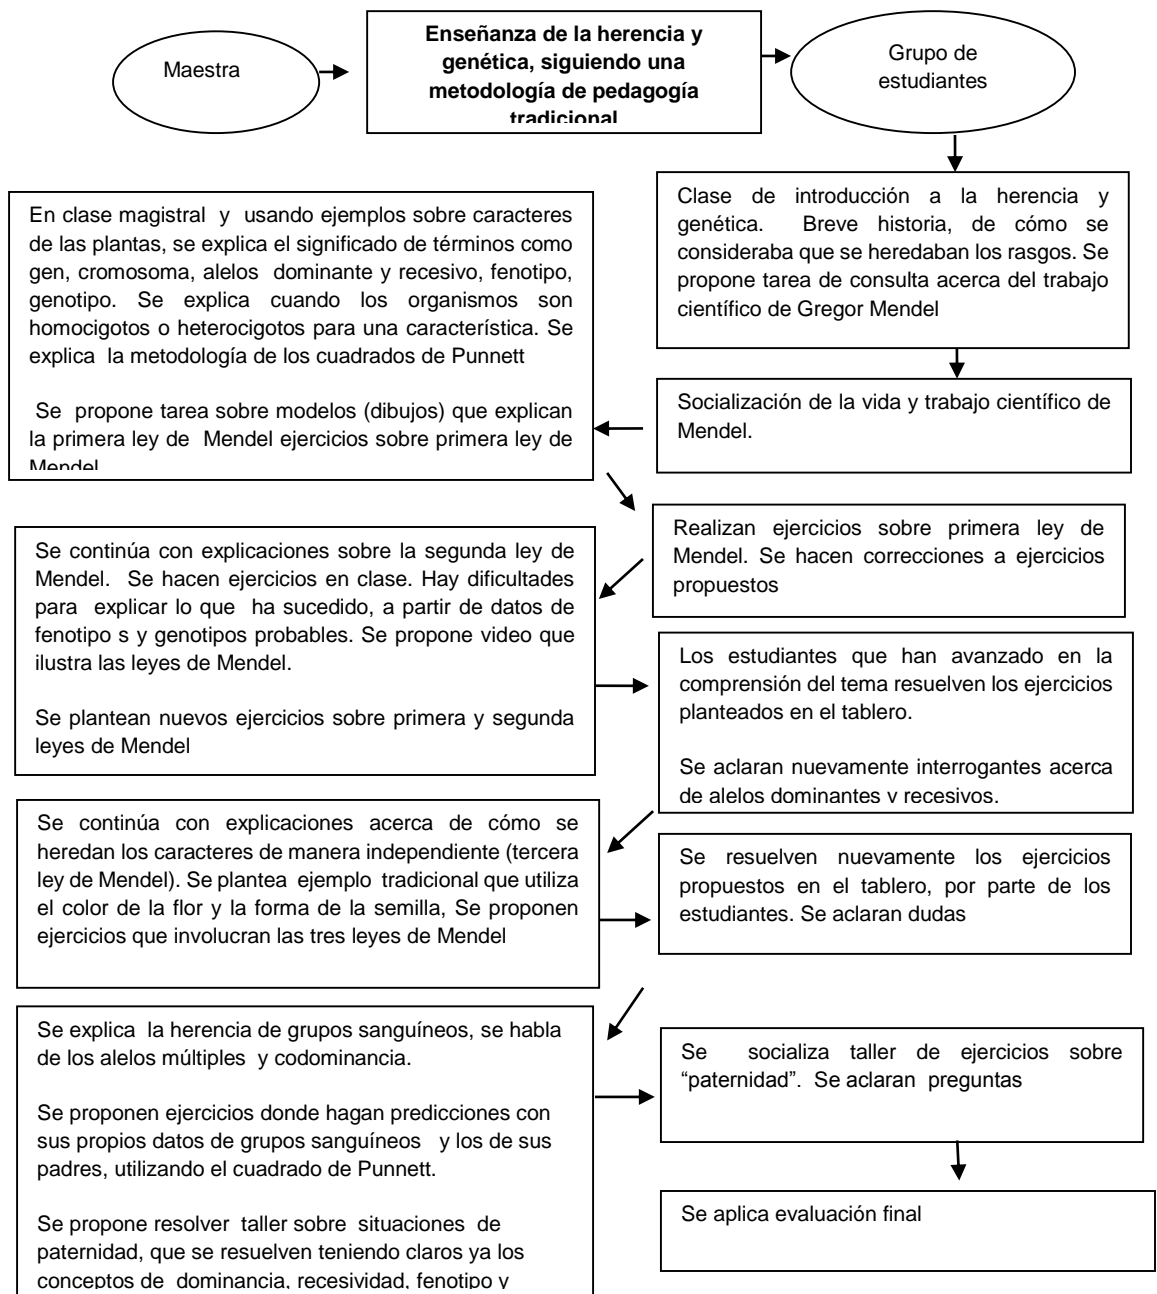 Maestra
Enseñanza de la herencia y
genética, siguiendo una
metodología de pedagogía
tradicional
Grupo de
estudiantes
Clase de introducción a la herencia y
genética. Breve historia, de cómo se
consideraba que se heredaban los rasgos. Se
propone tarea de consulta acerca del trabajo
científico de Gregor Mendel
Socialización de la vida y trabajo científico de
Mendel.
En clase magistral y usando ejemplos sobre caracteres
de las plantas, se explica el significado de términos como
gen, cromosoma, alelos dominante y recesivo, fenotipo,
genotipo. Se explica cuando los organismos son
homocigotos o heterocigotos para una característica. Se
explica la metodología de los cuadrados de Punnett
Se propone tarea sobre modelos (dibujos) que explican
la primera ley de Mendel ejercicios sobre primera ley de
Mendel
Realizan ejercicios sobre primera ley de
Mendel. Se hacen correcciones a ejercicios
propuestos
Se continúa con explicaciones sobre la segunda ley de
Mendel. Se hacen ejercicios en clase. Hay dificultades
para explicar lo que ha sucedido, a partir de datos de
fenotipo s y genotipos probables. Se propone video que
ilustra las leyes de Mendel.
Se plantean nuevos ejercicios sobre primera y segunda
leyes de Mendel
Los estudiantes que han avanzado en la
comprensión del tema resuelven los ejercicios
planteados en el tablero.
Se aclaran nuevamente interrogantes acerca
de alelos dominantes y recesivos.
Se continúa con explicaciones acerca de cómo se
heredan los caracteres de manera independiente (tercera
ley de Mendel). Se plantea ejemplo tradicional que utiliza
el color de la flor y la forma de la semilla, Se proponen
ejercicios que involucran las tres leyes de Mendel
Se resuelven nuevamente los ejercicios
propuestos en el tablero, por parte de los
estudiantes. Se aclaran dudas
Se explica la herencia de grupos sanguíneos, se habla
de los alelos múltiples y codominancia.
Se proponen ejercicios donde hagan predicciones con
sus propios datos de grupos sanguíneos y los de sus
padres, utilizando el cuadrado de Punnett.
Se propone resolver taller sobre situaciones de
paternidad, que se resuelven teniendo claros ya los
conceptos de dominancia, recesividad, fenotipo y
Se socializa taller de ejercicios sobre
“paternidad”. Se aclaran preguntas
Se aplica evaluación final